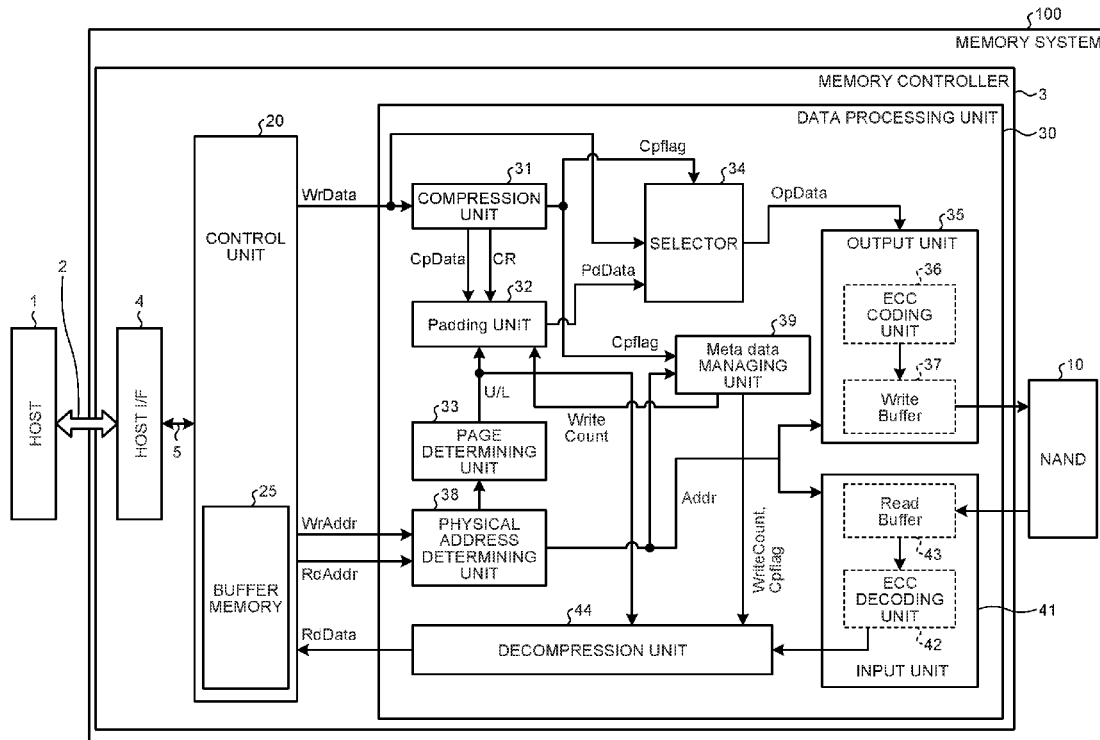 100
MEMORY SYSTEM
MEMORY CONTROLLER
3
DATA PROCESSING UNIT
30
20
CONTROL
UNIT
WrData
31
COMPRESSION
UNIT
Cpflag
34
SELECTOR
OpData
35
OUTPUT UNIT
36
ECC
CODING
UNIT
37
Write
Buffer
CpData
CR
PdData
32
Padding UNIT
Cpflag
39
Meta data
MANAGING
UNIT
2
1
HOST
4
HOST I/F
5
U/L
33
PAGE
DETERMINING
UNIT
Write
Count
10
NAND
25
BUFFER
MEMORY
WrAddr
RdAddr
38
PHYSICAL
ADDRESS
DETERMINING
UNIT
Addr
WriteCount,
Cpflag
Read
Buffer
43
ECC
DECODING
UNIT
42
41
INPUT UNIT
RdData
44
DECOMPRESSION UNIT